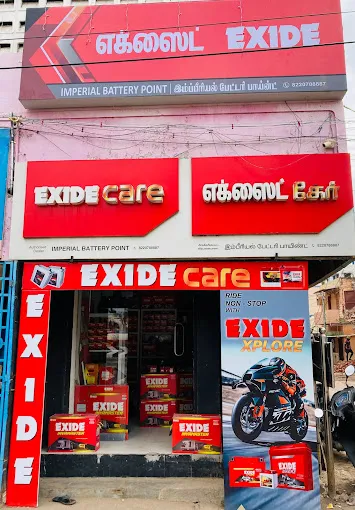 எக்ஸைட் EXIDE
IMPERIAL BATTERY POINT | இம்பீரியல் பேட்டரி பாயிண்ட் 8220706667
EXIDE care
எக்ஸைட் கேர்
IMPERIAL BATTERY POINT
இம்பீரியல் பேட்டரி பாயிண்ட்
EXIDE care
EXIDE
RIDE
NON-STOP
WITH
EXIDE
XPLORE
EXIDE
EXIDE
EXIDE
EXIDE
EXIDE